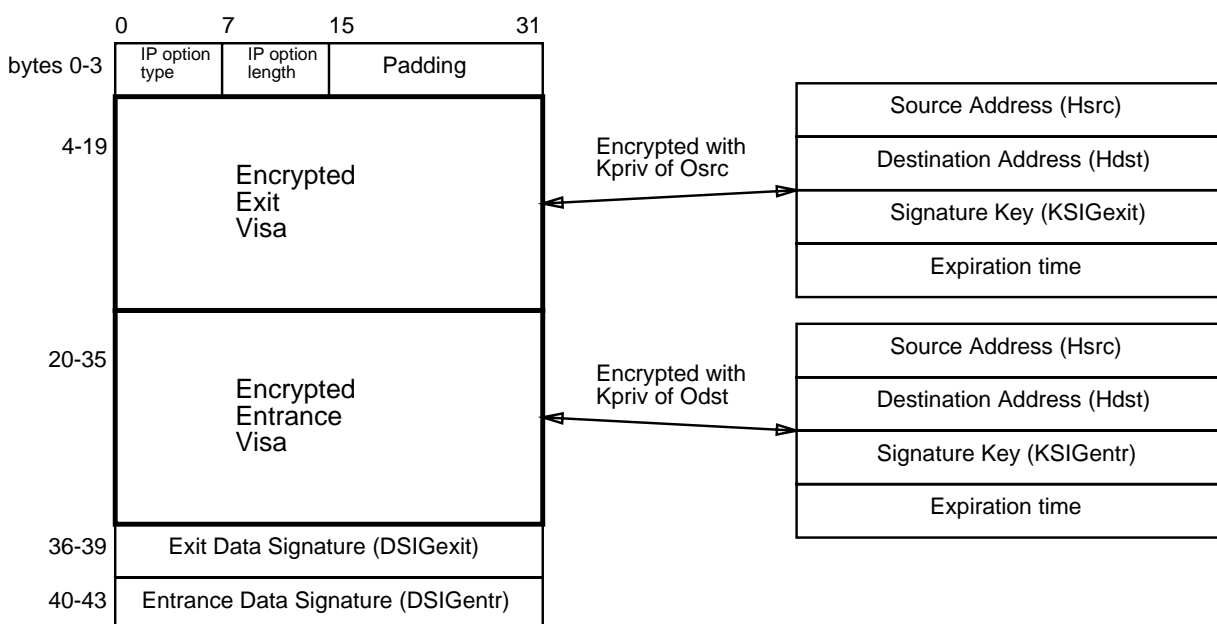 0 7 15 31
bytes 0-3
IP option
type
IP option
length
Padding
4-19
Encrypted
Exit
Visa
Encrypted with
Kpriv of Osrc
Source Address (Hsrc)
Destination Address (Hdst)
Signature Key (KSIGexit)
Expiration time
20-35
Encrypted
Entrance
Visa
Encrypted with
Kpriv of Odst
Source Address (Hsrc)
Destination Address (Hdst)
Signature Key (KSIGentr)
Expiration time
36-39
Exit Data Signature (DSIGexit)
40-43
Entrance Data Signature (DSIGentr)